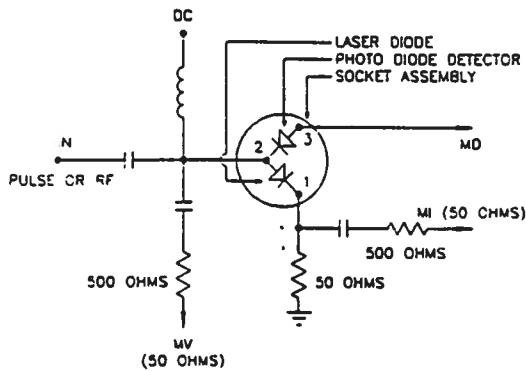 DC
LASER DIODE
PHOTO DIODE DETECTOR
SOCKET ASSEMBLY
N
3
2
MD
PULSE OR RF
1
MI (50 OHMS)
500 OHMS
500 OHMS
50 OHMS
MV
(50 OHMS)